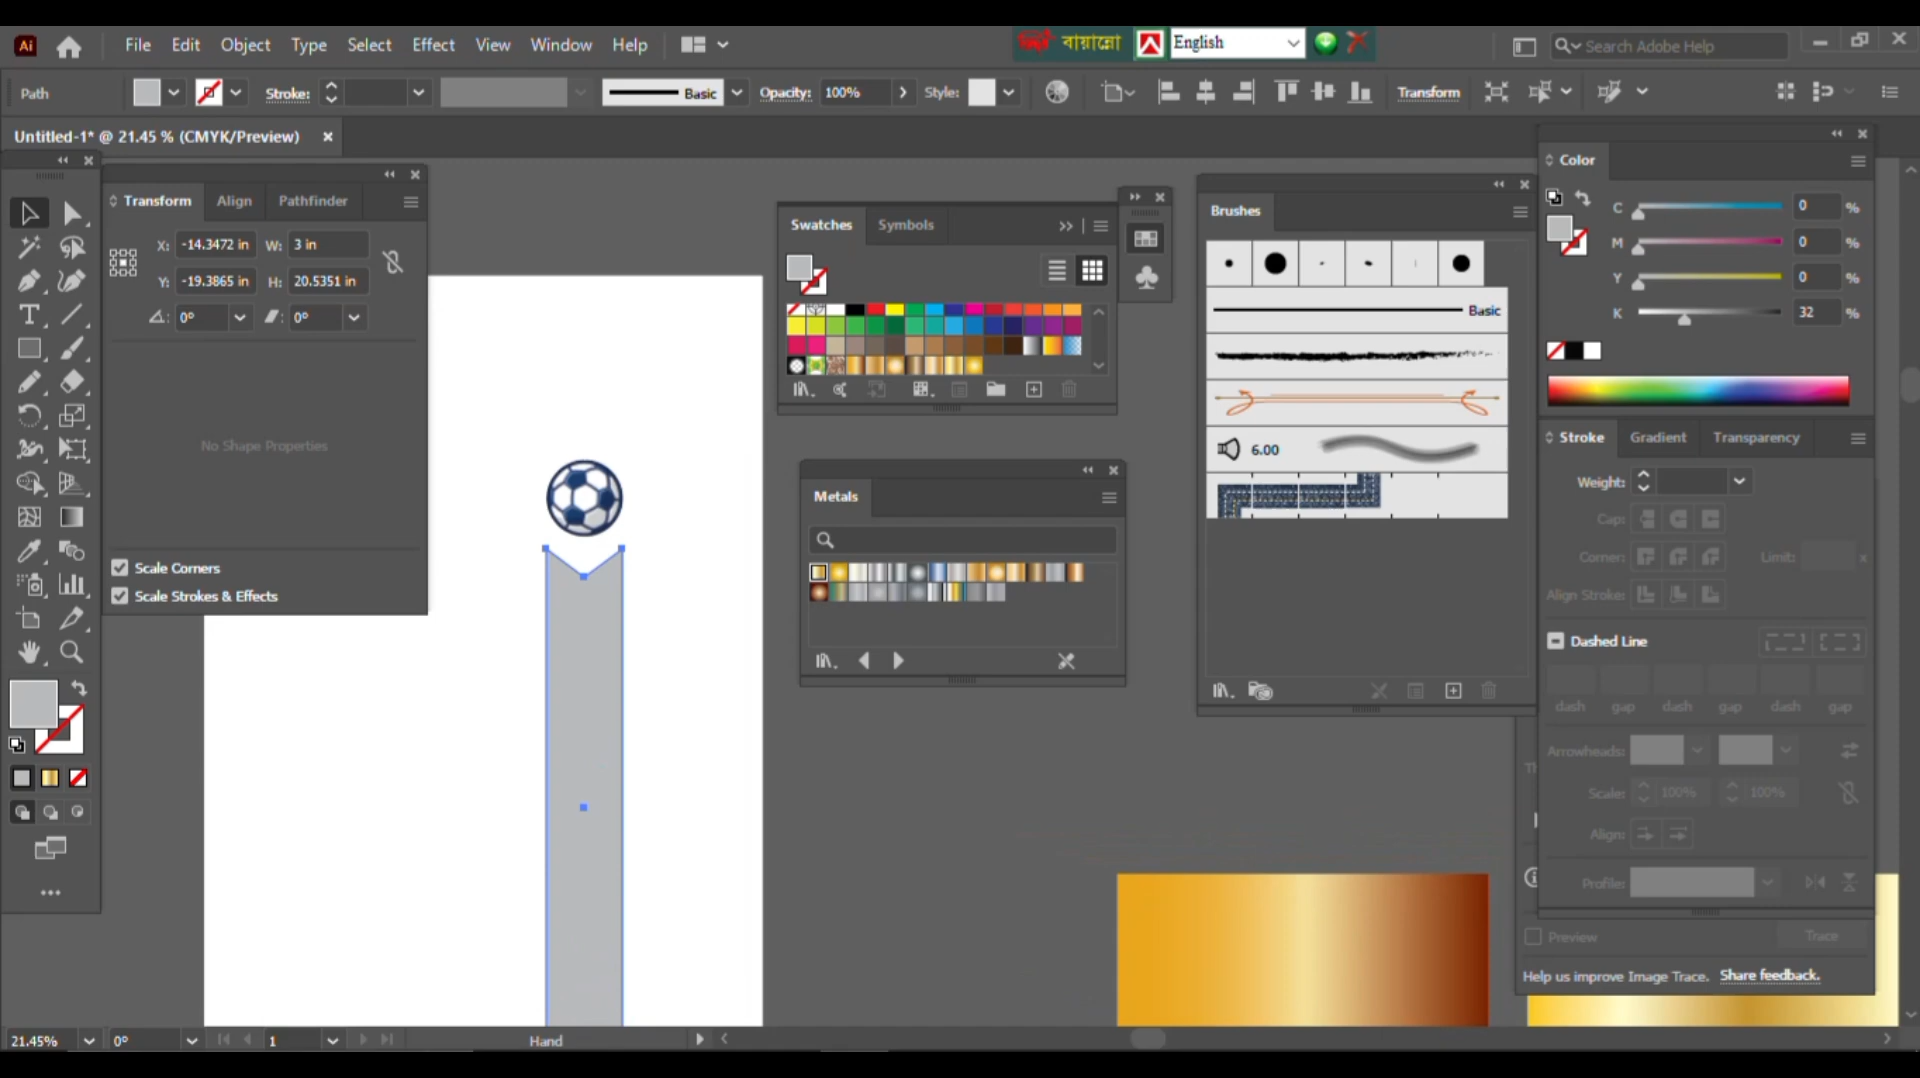 Ai File Edit Object Type Select Effect View Window Help বায়ান্নো English Search Adobe Help
Path Stroke: Basic Opacity: 100% Style: Transform
Untitled-1* @ 21.45 % (CMYK/Preview)
Transform Align Pathfinder
X: -14.3472 in W: 3 in
Y: -19.3865 in H: 20.5351 in
0° 0°
No Shape Properties
Scale Corners
Scale Strokes & Effects
Swatches Symbols
Metals
Brushes
Basic
6.00
Color
C 0 %
M 0 %
Y 0 %
K 32 %
Stroke Gradient Transparency
Weight:
Cap:
Corner: Limit: x
Align Stroke:
Dashed Line
dash gap dash gap dash gap
Arrowheads:
Scale: 100% 100%
Align:
Profile:
Preview Trace
Help us improve Image Trace. Share feedback.
21.45% 0° 1 Hand